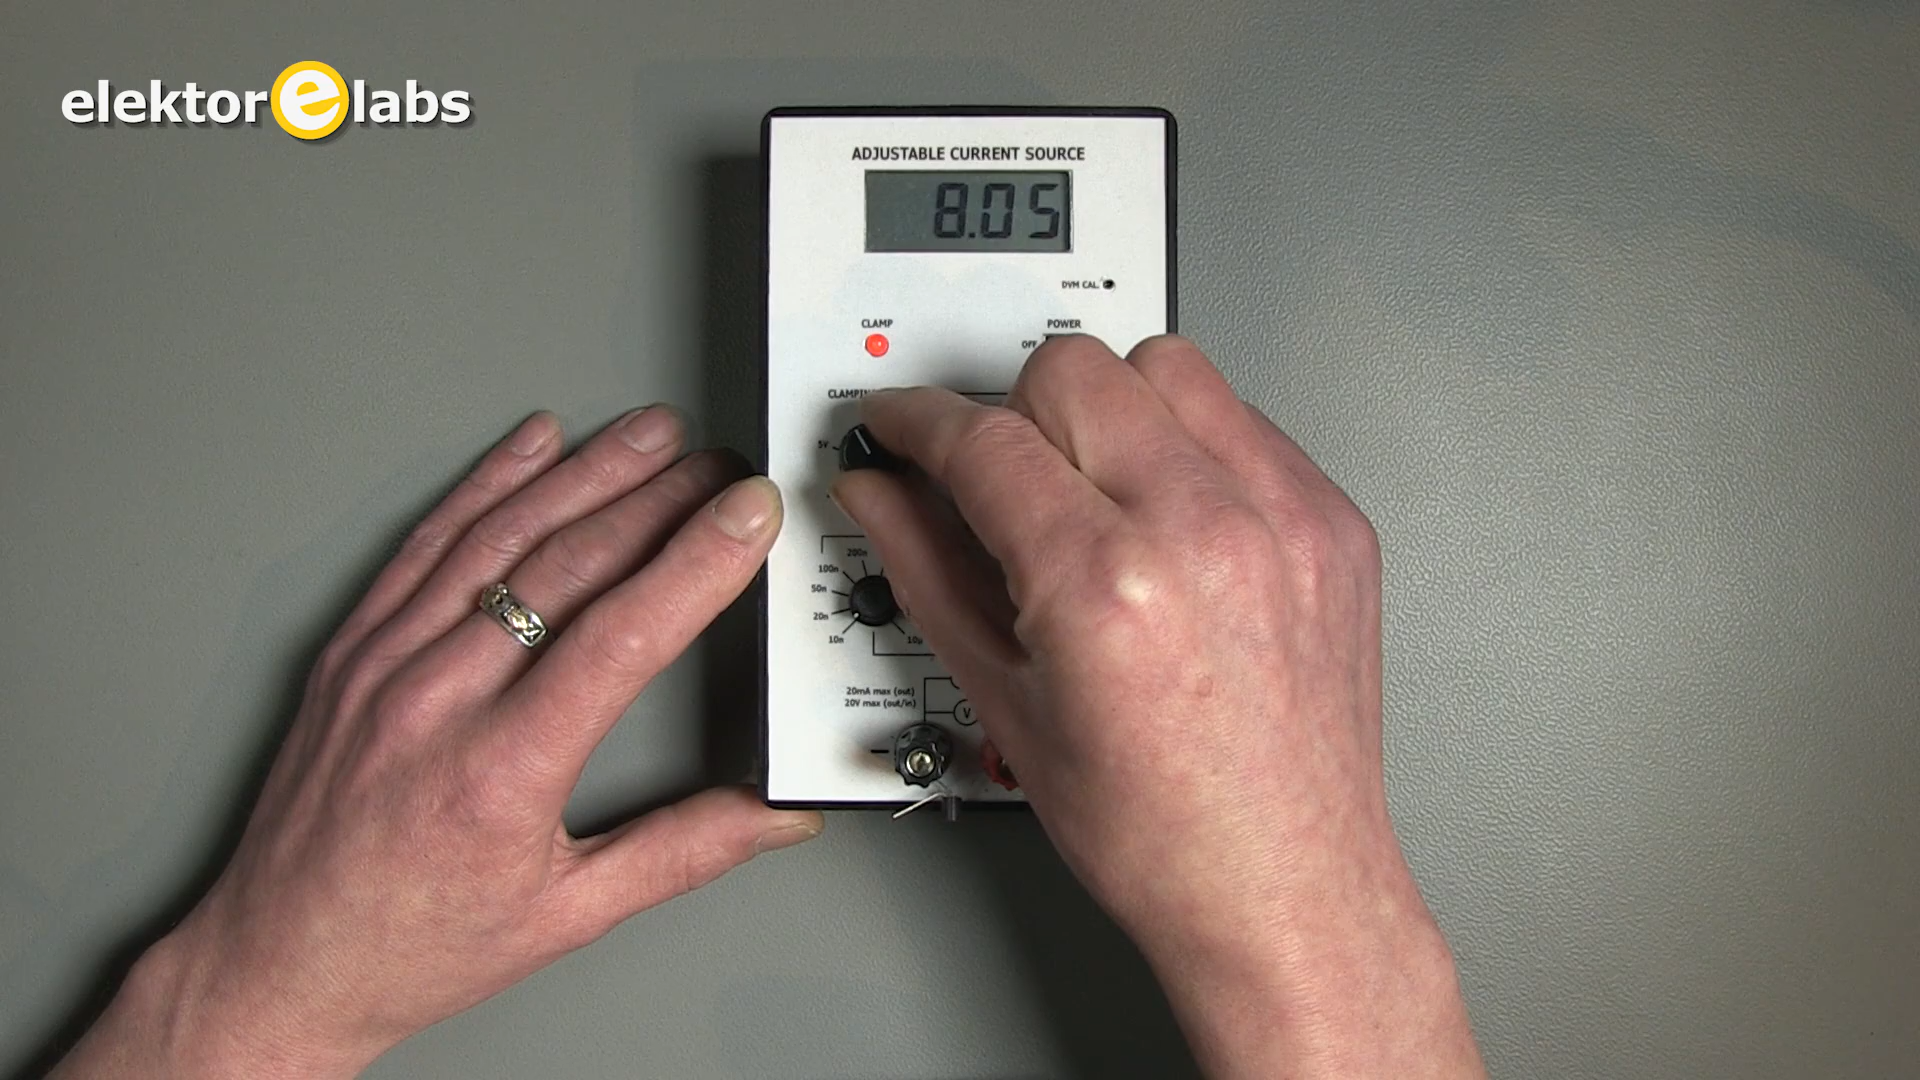 elektor e labs
ADJUSTABLE CURRENT SOURCE
8.05
DVM CAL.
CLAMP
POWER
OFF
5V
200n
100n
50n
20n
10n
10µ
20mA max (out)
20V max (out/in)
V
−